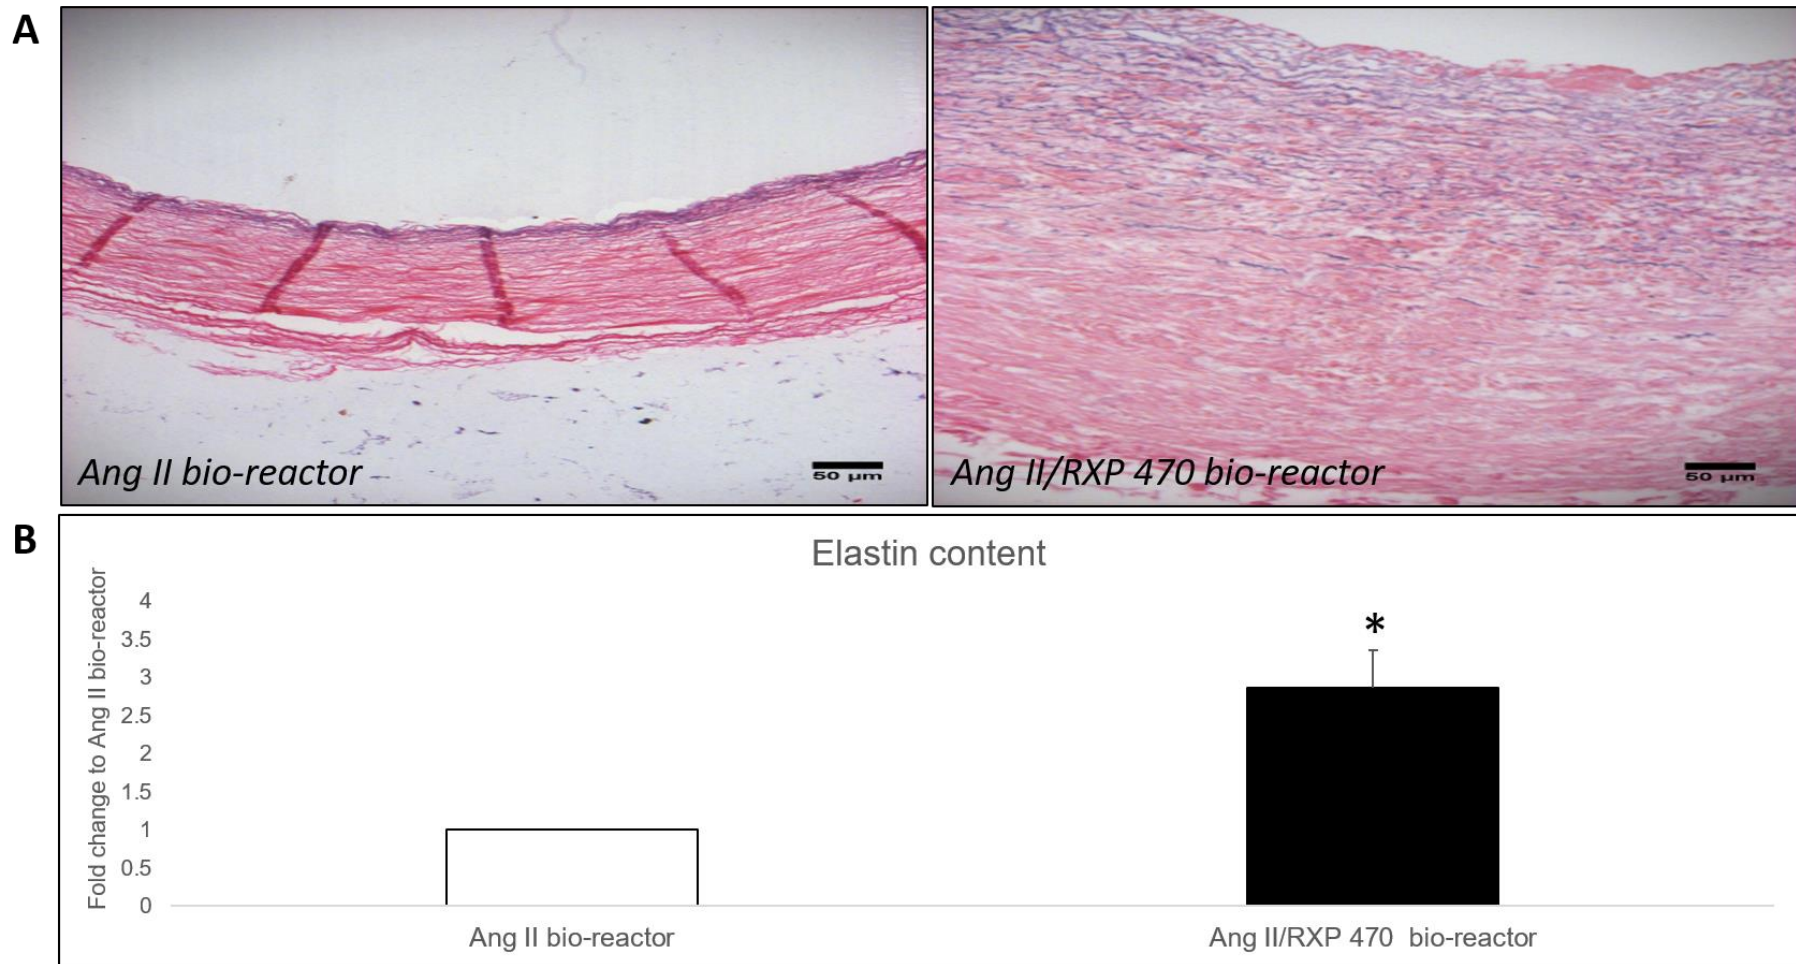 A
Ang II bio-reactor
50 µm
Ang II/RXP 470 bio-reactor
50 µm
B
Elastin content
Fold change to Ang II bio-reactor
4
3.5
3
2.5
2
1.5
1
0.5
0
*
Ang II bio-reactor
Ang II/RXP 470 bio-reactor